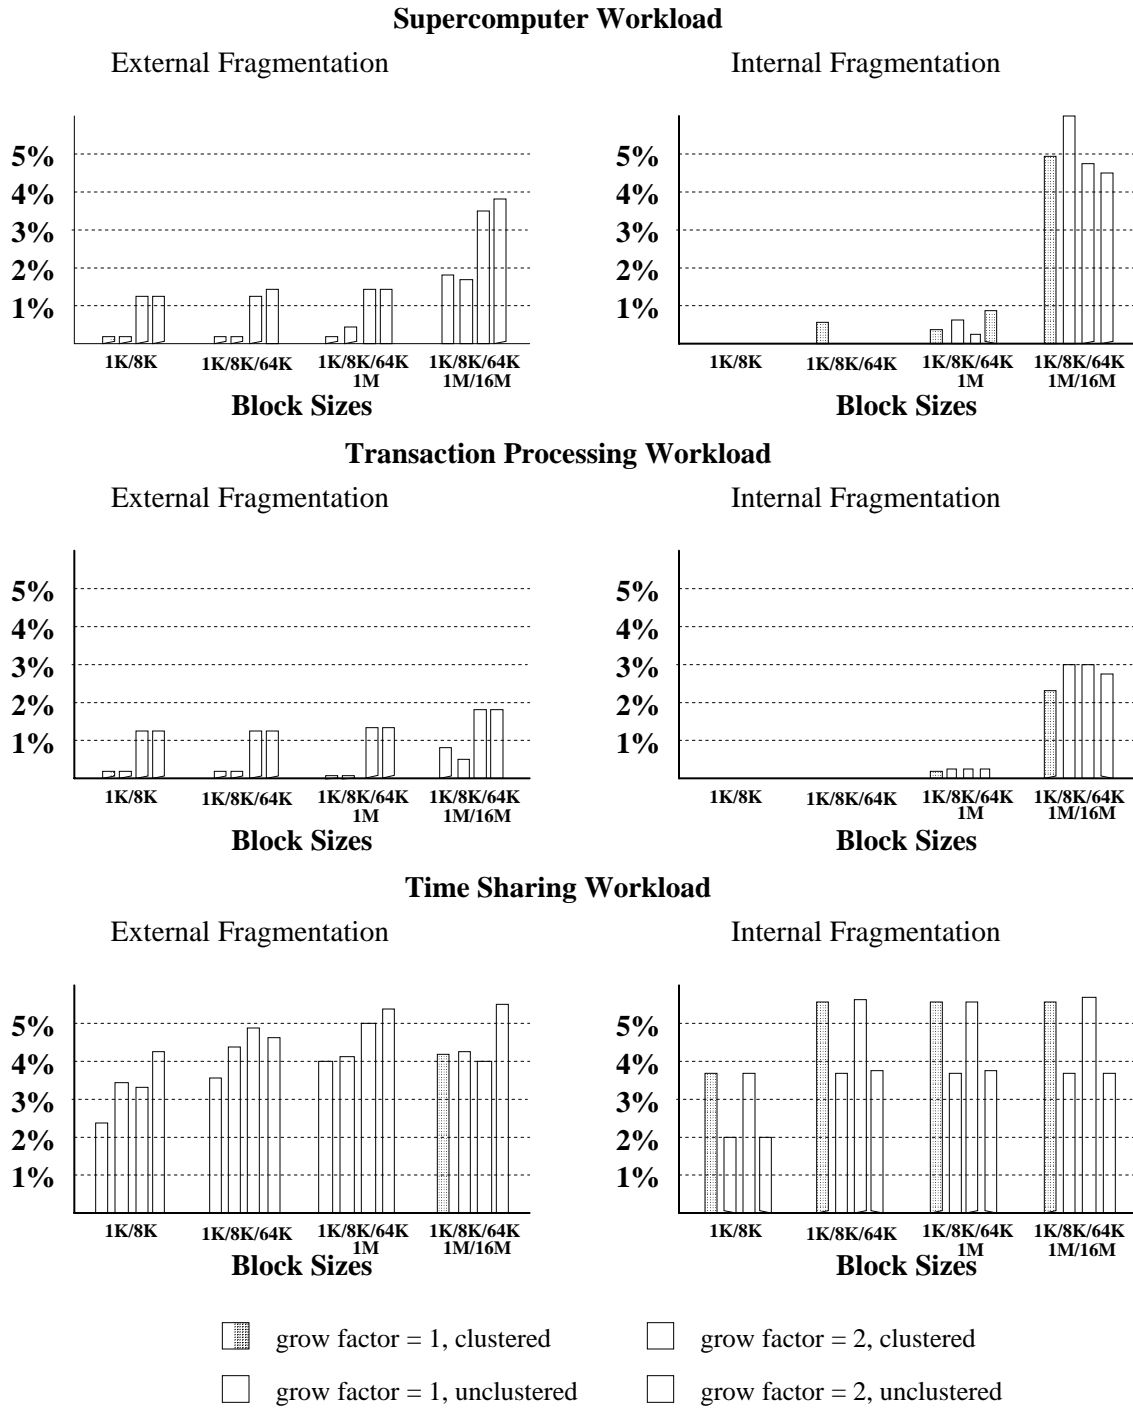 Supercomputer Workload
External Fragmentation
5%
4%
3%
2%
1%
1K/8K
1K/8K/64K
1K/8K/64K
1M
1K/8K/64K
1M/16M
Block Sizes
Internal Fragmentation
5%
4%
3%
2%
1%
1K/8K
1K/8K/64K
1K/8K/64K
1M
1K/8K/64K
1M/16M
Block Sizes
Transaction Processing Workload
External Fragmentation
5%
4%
3%
2%
1%
1K/8K
1K/8K/64K
1K/8K/64K
1M
1K/8K/64K
1M/16M
Block Sizes
Internal Fragmentation
5%
4%
3%
2%
1%
1K/8K
1K/8K/64K
1K/8K/64K
1M
1K/8K/64K
1M/16M
Block Sizes
Time Sharing Workload
External Fragmentation
5%
4%
3%
2%
1%
1K/8K
1K/8K/64K
1K/8K/64K
1M
1K/8K/64K
1M/16M
Block Sizes
Internal Fragmentation
5%
4%
3%
2%
1%
1K/8K
1K/8K/64K
1K/8K/64K
1M
1K/8K/64K
1M/16M
Block Sizes
grow factor = 1, clustered
grow factor = 2, clustered
grow factor = 1, unclustered
grow factor = 2, unclustered